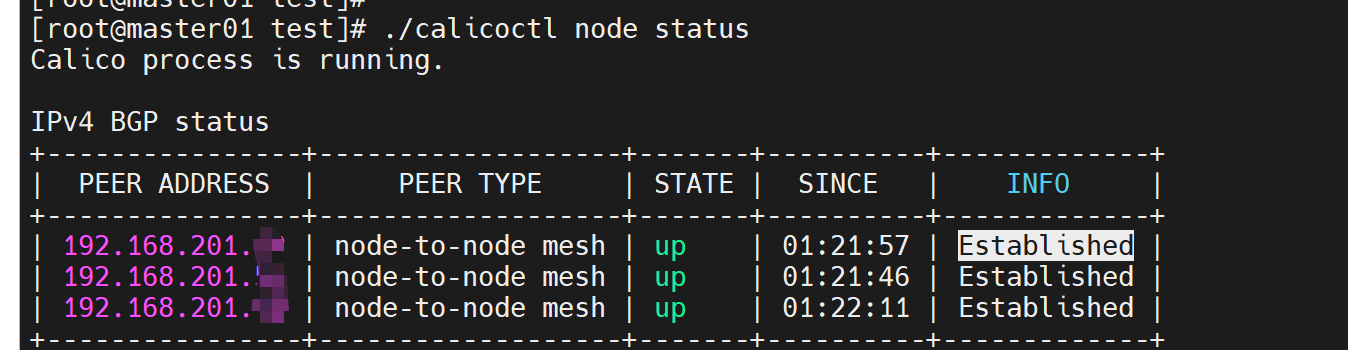 [root@master01 test]#
[root@master01 test]# ./calicoctl node status
Calico process is running.
IPv4 BGP status
+----------------+-------------------+-------+----------+-------------+
|  PEER ADDRESS  |     PEER TYPE     | STATE |  SINCE   |    INFO     |
+----------------+-------------------+-------+----------+-------------+
| 192.168.201.   | node-to-node mesh | up    | 01:21:57 | Established |
| 192.168.201.   | node-to-node mesh | up    | 01:21:46 | Established |
| 192.168.201.   | node-to-node mesh | up    | 01:22:11 | Established |
+----------------+-------------------+-------+----------+-------------+